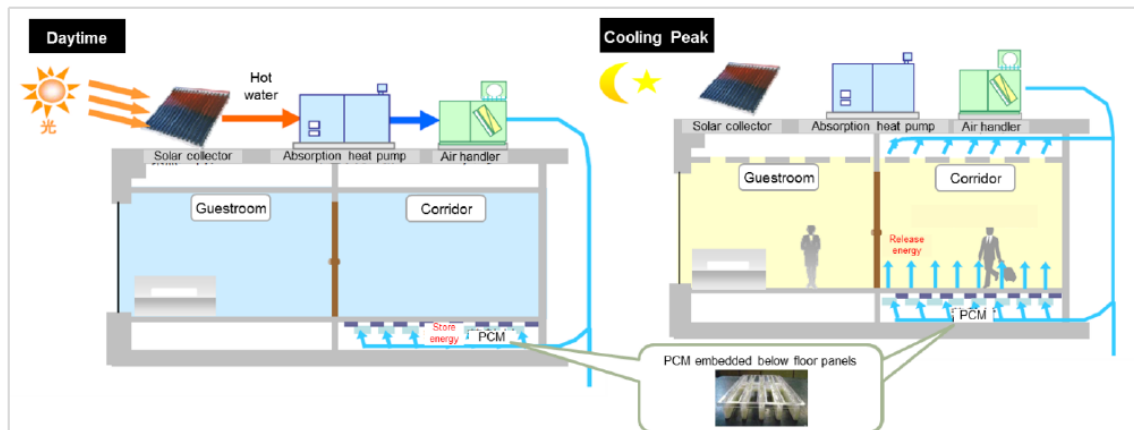 Daytime
光
Hot
water
Solar collector
Absorption heat pump
Air handler
Guestroom
Corridor
Store
energy
PCM
Cooling Peak
Solar collector
Absorption heat pump
Air handler
Guestroom
Corridor
Release
energy
PCM
PCM embedded below floor panels